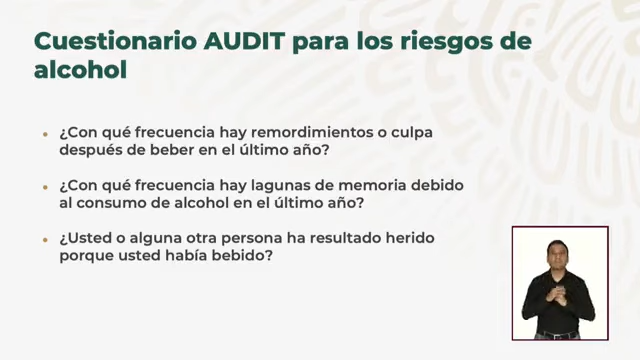 Cuestionario AUDIT para los riesgos de
alcohol
• ¿Con qué frecuencia hay remordimientos o culpa
después de beber en el último año?
• ¿Con qué frecuencia hay lagunas de memoria debido
al consumo de alcohol en el último año?
• ¿Usted o alguna otra persona ha resultado herido
porque usted había bebido?